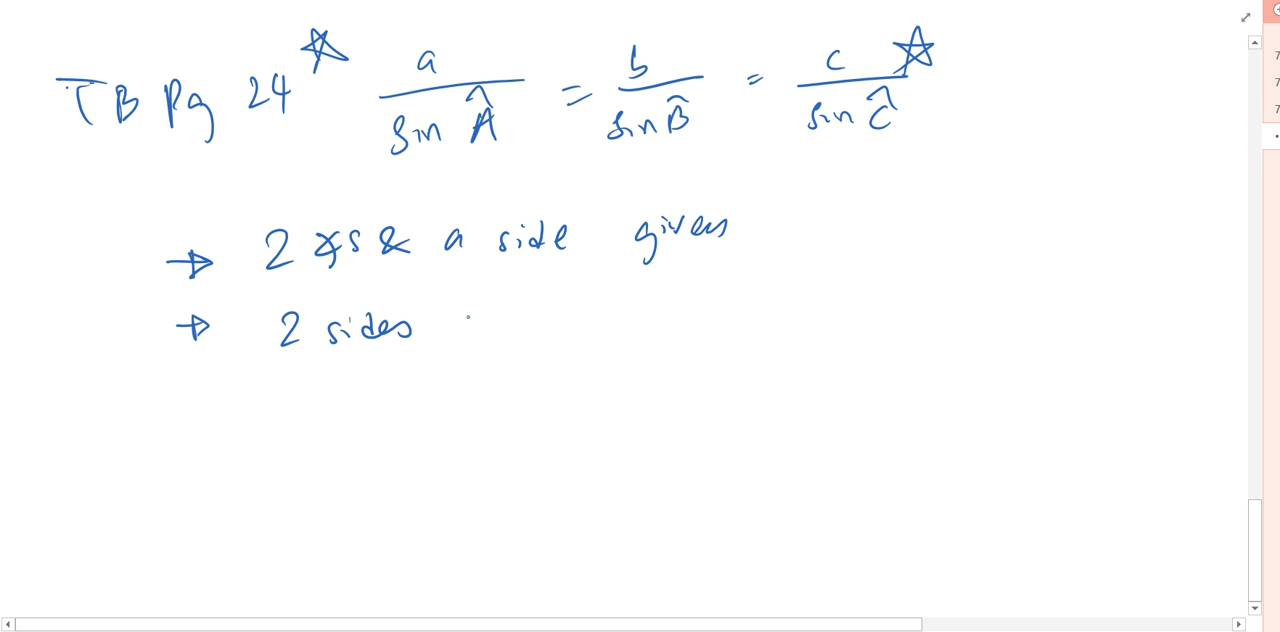 TB Pg 24 ☆ a/sin Â = b/sin B̂ = c/sin Ĉ ☆
→ 2 ∡s & a side given
→ 2 sides